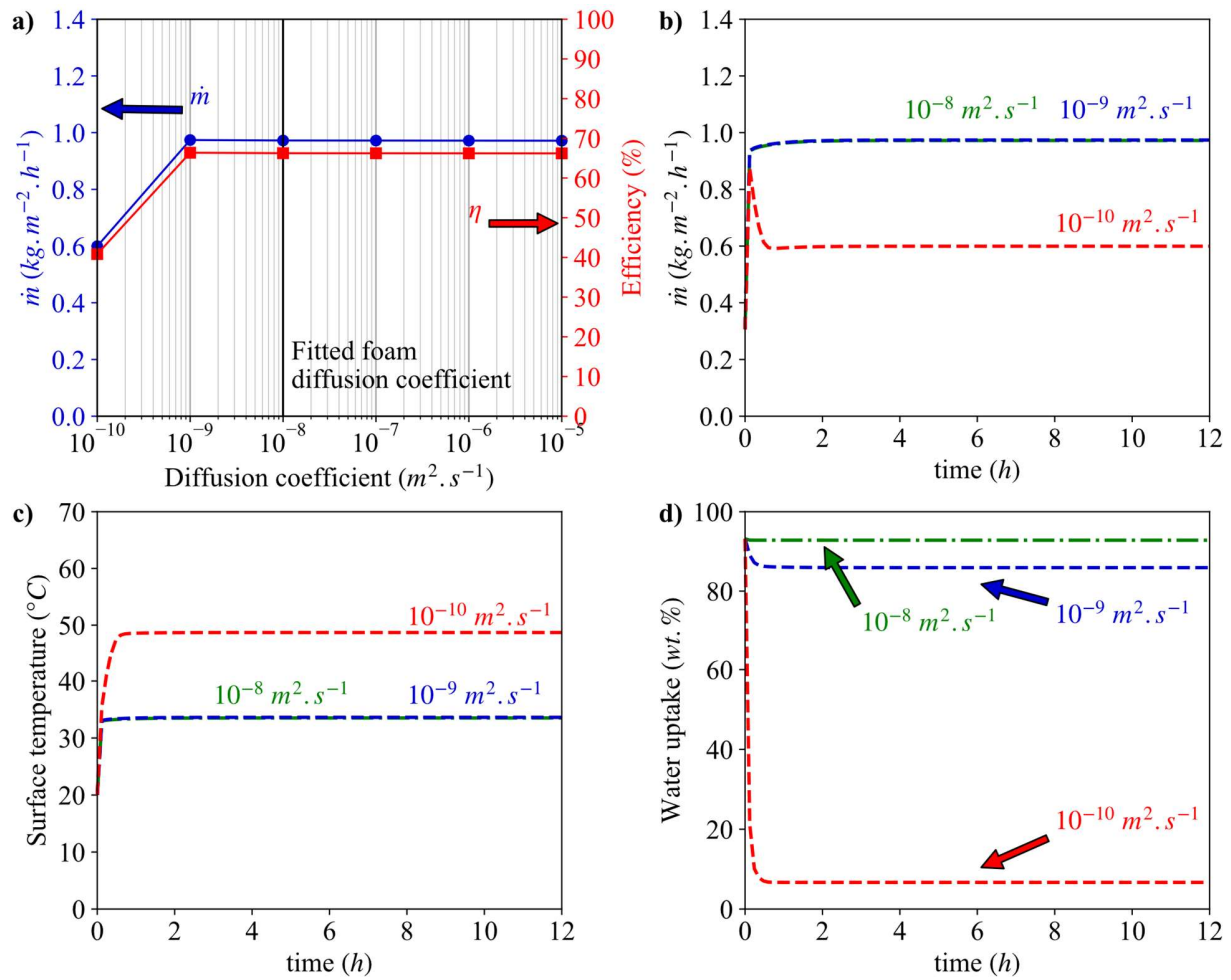 a)
1.4
1.2
1.0
0.8
0.6
0.4
0.2
0.0
ṁ (kg.m⁻².h⁻¹)
ṁ
η
Fitted foam
diffusion coefficient
100
90
80
70
60
50
40
30
20
10
0
Efficiency (%)
10⁻¹⁰ 10⁻⁹ 10⁻⁸ 10⁻⁷ 10⁻⁶ 10⁻⁵
Diffusion coefficient (m².s⁻¹)
b)
1.4
1.2
1.0
0.8
0.6
0.4
0.2
0.0
ṁ (kg.m⁻².h⁻¹)
10⁻⁸ m².s⁻¹ 10⁻⁹ m².s⁻¹
10⁻¹⁰ m².s⁻¹
0 2 4 6 8 10 12
time (h)
c)
70
60
50
40
30
20
10
0
Surface temperature (°C)
10⁻¹⁰ m².s⁻¹
10⁻⁸ m².s⁻¹ 10⁻⁹ m².s⁻¹
0 2 4 6 8 10 12
time (h)
d)
100
80
60
40
20
0
Water uptake (wt.%)
10⁻⁸ m².s⁻¹
10⁻⁹ m².s⁻¹
10⁻¹⁰ m².s⁻¹
0 2 4 6 8 10 12
time (h)